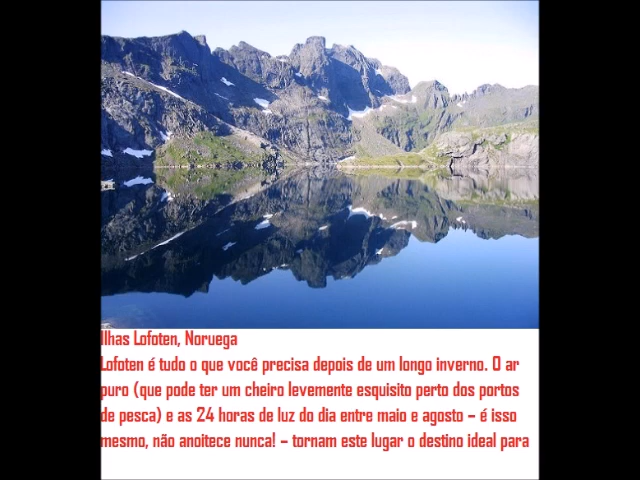 Ilhas Lofoten, Noruega
Lofoten é tudo o que você precisa depois de um longo inverno. O ar
puro (que pode ter um cheiro levemente esquisito perto dos portos
de pesca) e as 24 horas de luz do dia entre maio e agosto – é isso
mesmo, não anoitece nunca! – tornam este lugar o destino ideal para